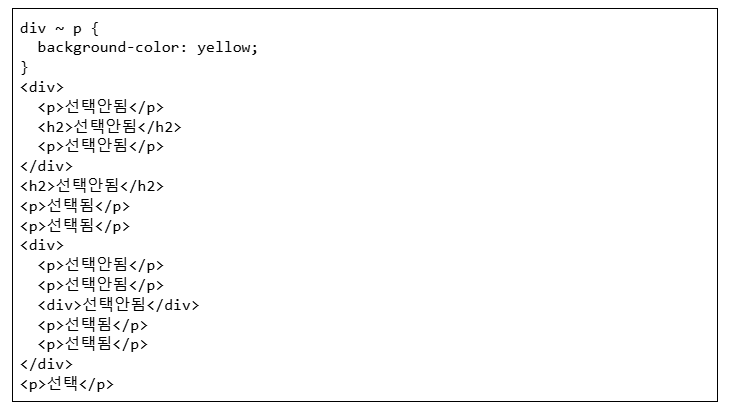 div ~ p {
  background-color: yellow;
}
<div>
  <p>선택안됨</p>
  <h2>선택안됨</h2>
  <p>선택안됨</p>
</div>
<h2>선택안됨</h2>
<p>선택됨</p>
<p>선택됨</p>
<div>
  <p>선택안됨</p>
  <p>선택안됨</p>
  <div>선택안됨</div>
  <p>선택됨</p>
  <p>선택됨</p>
</div>
<p>선택</p>